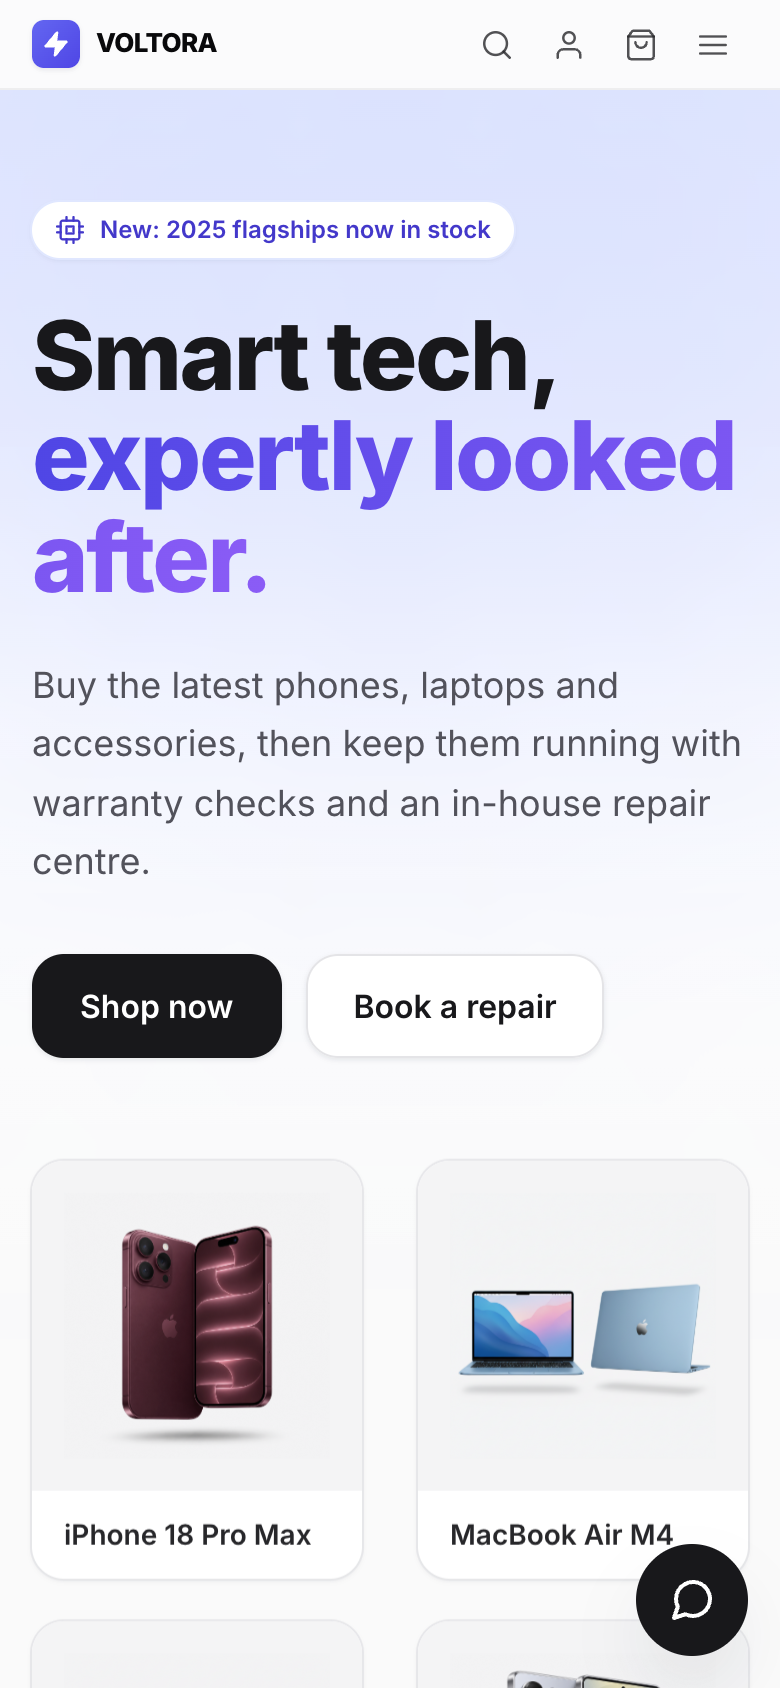 VOLTORA
New: 2025 flagships now in stock
Smart tech,
expertly looked
after.
Buy the latest phones, laptops and
accessories, then keep them running with
warranty checks and an in-house repair
centre.
Shop now
Book a repair
iPhone 18 Pro Max
MacBook Air M4